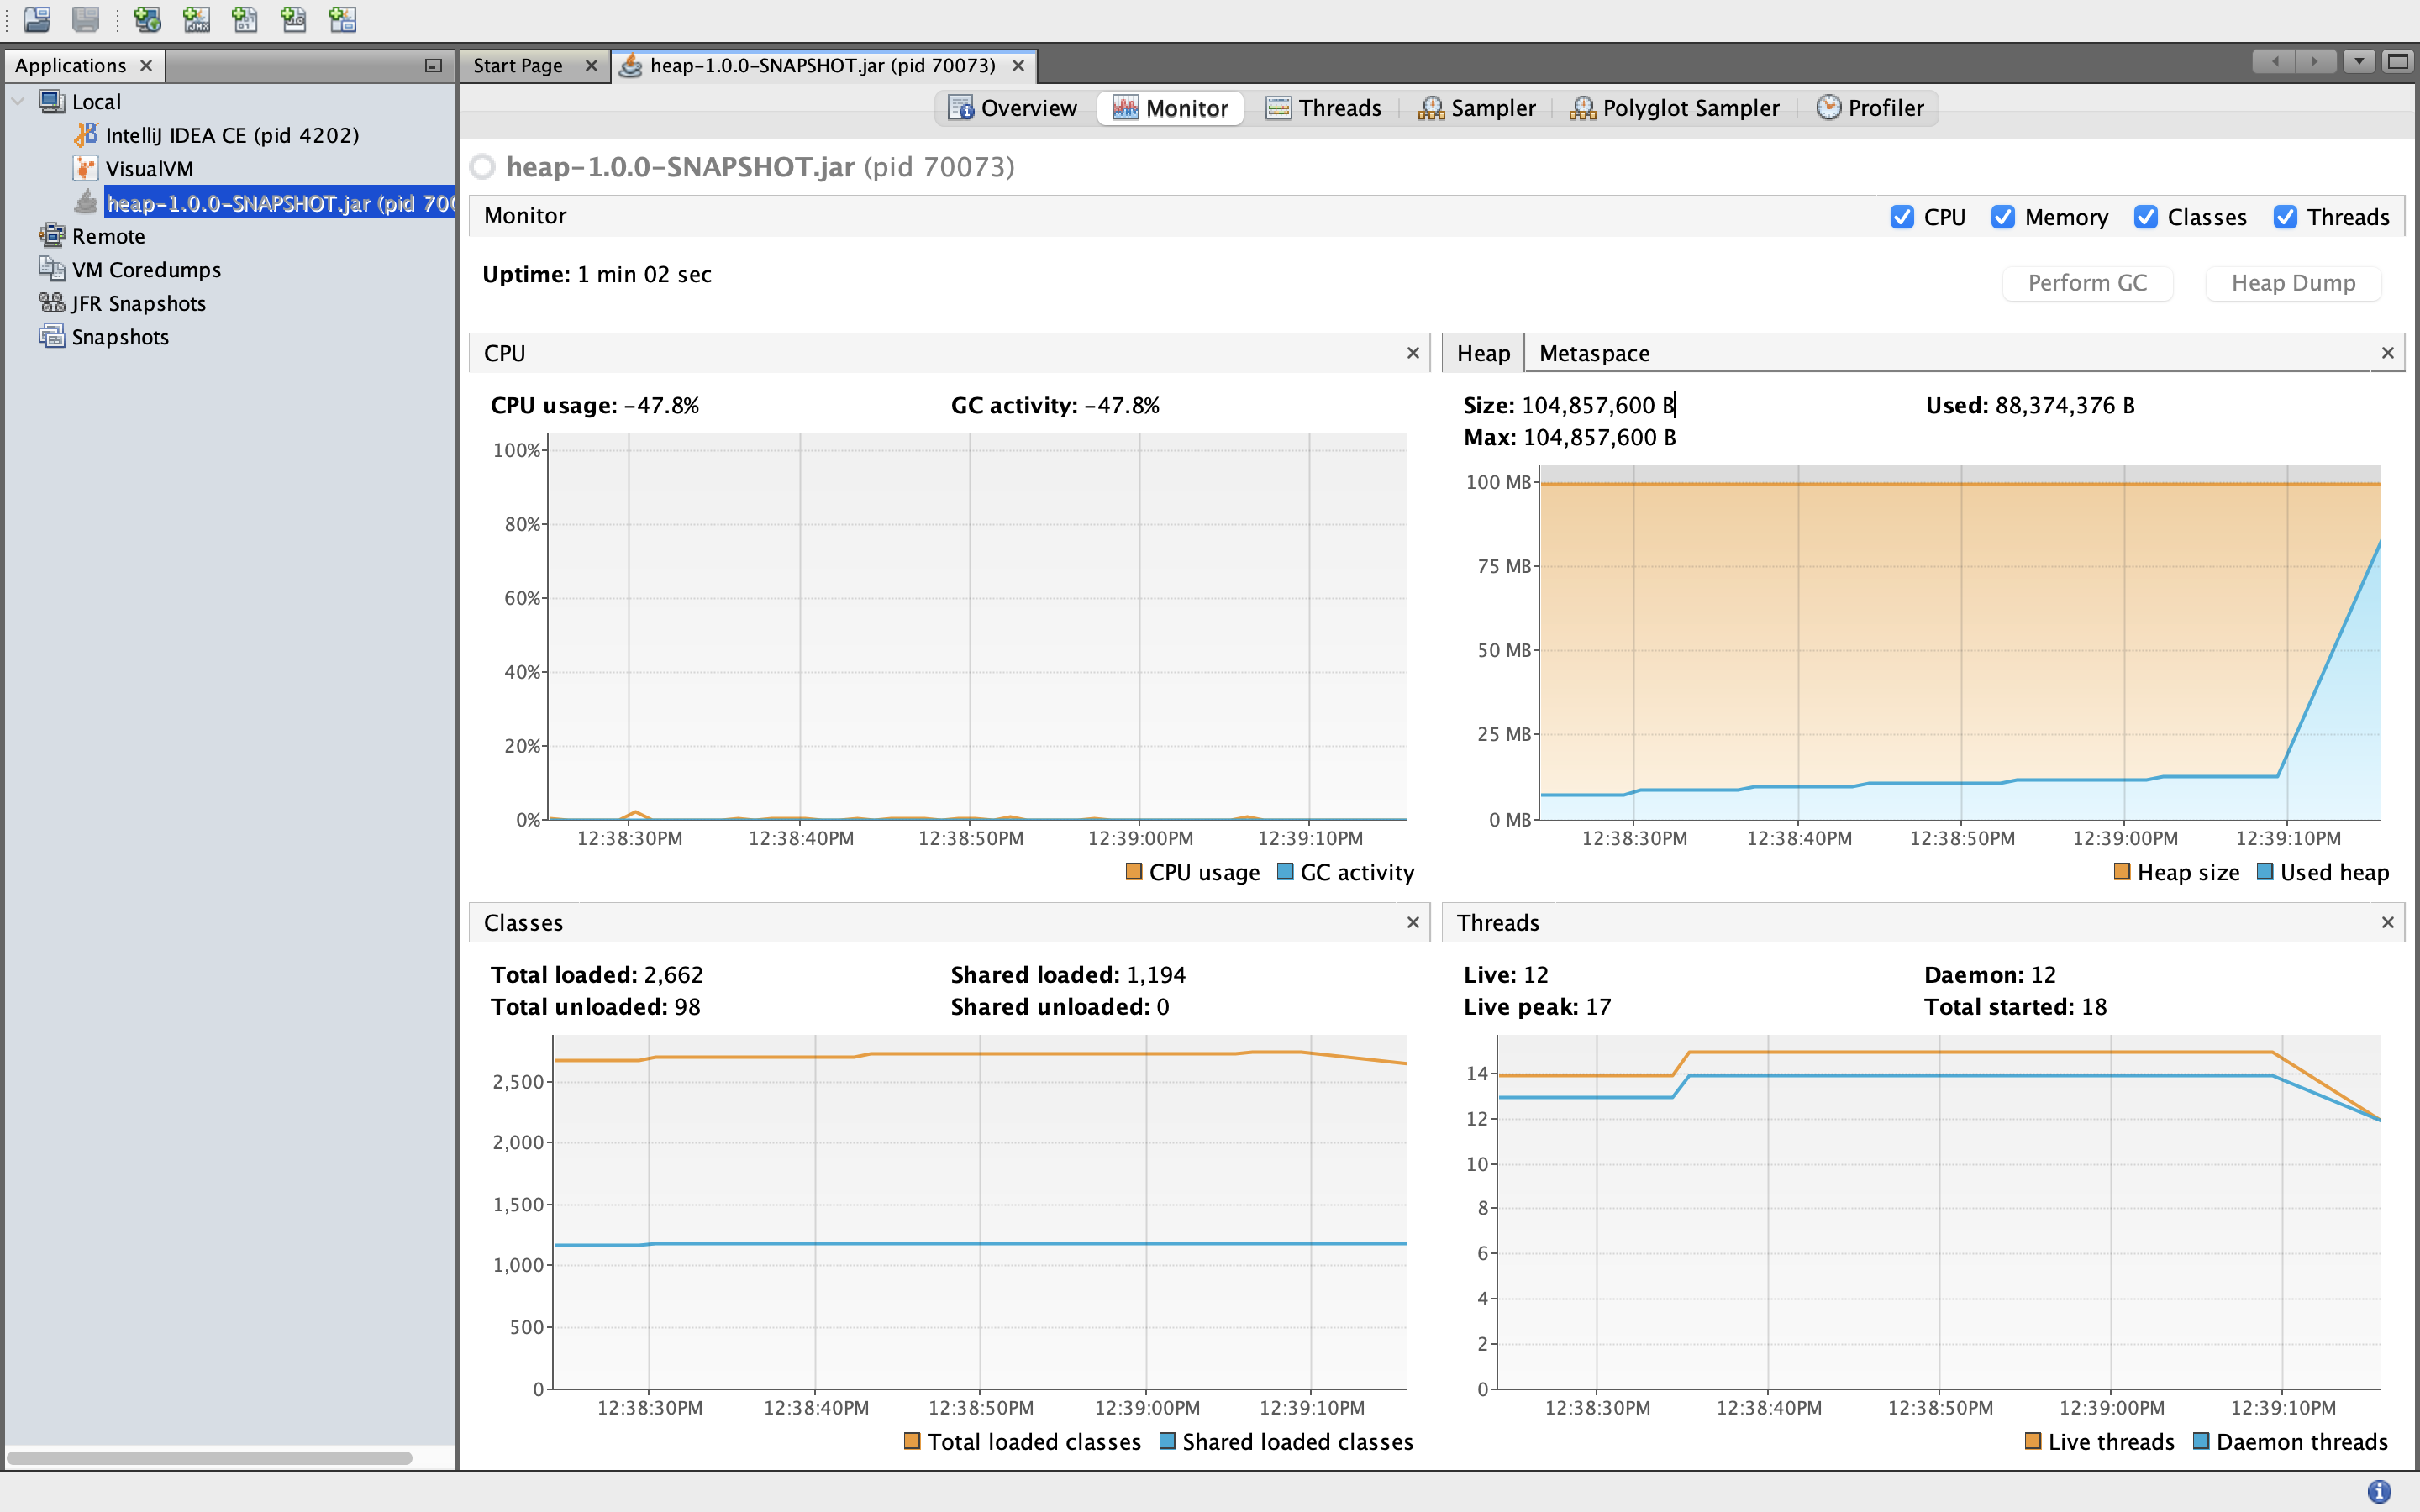 Applications
Start Page
heap-1.0.0-SNAPSHOT.jar (pid 70073)
Local
IntelliJ IDEA CE (pid 4202)
VisualVM
heap-1.0.0-SNAPSHOT.jar (pid 700
Remote
VM Coredumps
JFR Snapshots
Snapshots
Overview Monitor Threads Sampler Polyglot Sampler Profiler
heap-1.0.0-SNAPSHOT.jar (pid 70073)
Monitor
CPU Memory Classes Threads
Uptime: 1 min 02 sec
Perform GC Heap Dump
CPU
CPU usage: -47.8% GC activity: -47.8%
100%
80%
60%
40%
20%
0%
12:38:30PM 12:38:40PM 12:38:50PM 12:39:00PM 12:39:10PM
CPU usage GC activity
Heap Metaspace
Size: 104,857,600 B Used: 88,374,376 B
Max: 104,857,600 B
100 MB
75 MB
50 MB
25 MB
0 MB
12:38:30PM 12:38:40PM 12:38:50PM 12:39:00PM 12:39:10PM
Heap size Used heap
Classes
Total loaded: 2,662 Shared loaded: 1,194
Total unloaded: 98 Shared unloaded: 0
2,500
2,000
1,500
1,000
500
0
12:38:30PM 12:38:40PM 12:38:50PM 12:39:00PM 12:39:10PM
Total loaded classes Shared loaded classes
Threads
Live: 12 Daemon: 12
Live peak: 17 Total started: 18
14
12
10
8
6
4
2
0
12:38:30PM 12:38:40PM 12:38:50PM 12:39:00PM 12:39:10PM
Live threads Daemon threads